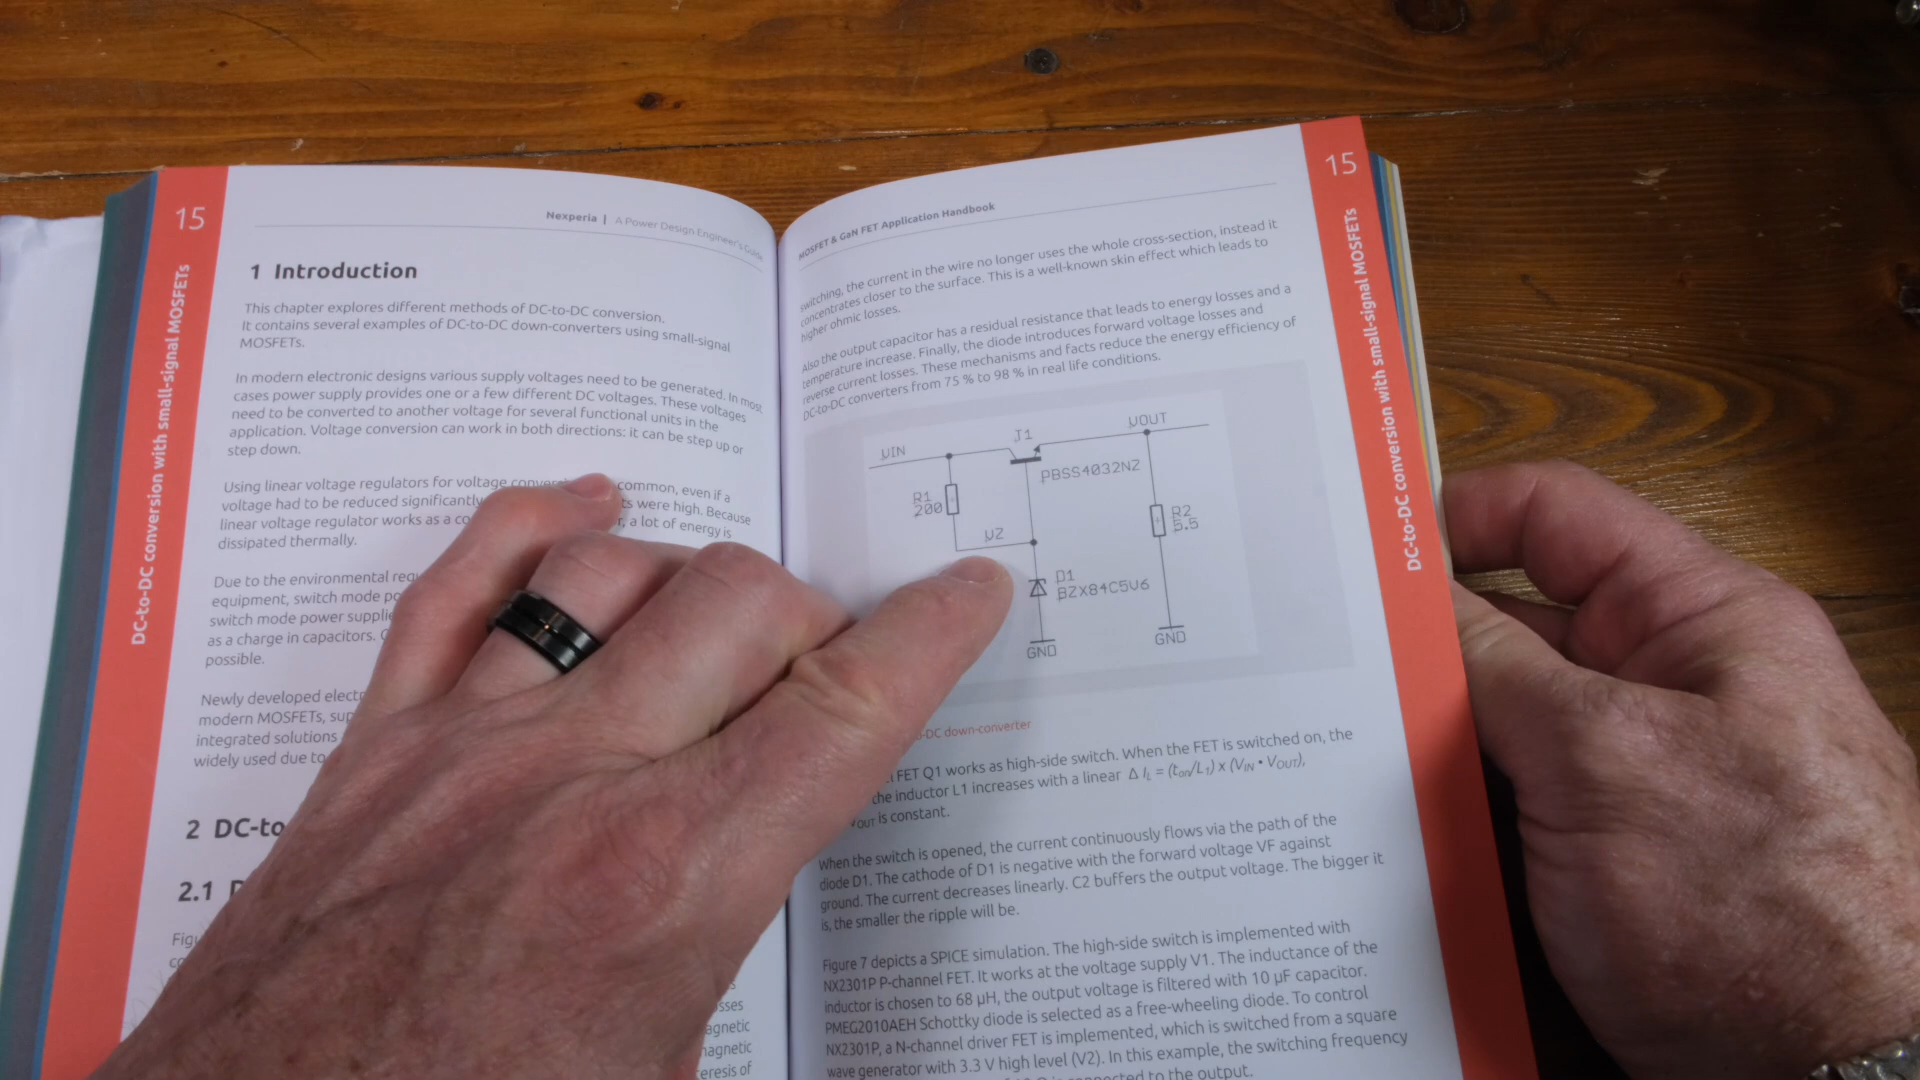 15
DC-to-DC conversion with small-signal MOSFETs
Nexperia | A Power Design Engineer's Guide
1 Introduction
This chapter explores different methods of DC-to-DC conversion.
It contains several examples of DC-to-DC down-converters using small-signal
MOSFETs.
In modern electronic designs various supply voltages need to be generated. In most
cases power supply provides one or a few different DC voltages. These voltages
need to be converted to another voltage for several functional units in the
application. Voltage conversion can work in both directions: it can be step up or
step down.
Using linear voltage regulators for voltage common, even if a
voltage had to be reduced significantly were high. Because
linear voltage regulator works as a a lot of energy is
dissipated thermally.
Due to the environmental
equipment, switch mode
switch mode power
as a charge in capacitors.
possible.
Newly developed
modern MOSFETs,
integrated solutions
widely used due to
2
2.1
MOSFET & GaN FET Application Handbook
switching, the current in the wire no longer uses the whole cross-section, instead it
concentrates closer to the surface. This is a well-known skin effect which leads to
higher ohmic losses.
Also the output capacitor has a residual resistance that leads to energy losses and a
temperature increase. Finally, the diode introduces forward voltage losses and
reverse current losses. These mechanisms and facts reduce the energy efficiency of
DC-to-DC converters from 75 % to 98 % in real life conditions.
VIN
J1
VOUT
PBSS4032NZ
R1
200
VZ
R2
5.5
D1
BZX84C5V6
GND
GND
down-converter
FET Q1 works as high-side switch. When the FET is switched on, the
the inductor L1 increases with a linear Δ IL = (ton/L1) x (VIN • VOUT),
is constant.
When the switch is opened, the current continuously flows via the path of the
diode D1. The cathode of D1 is negative with the forward voltage VF against
ground. The current decreases linearly. C2 buffers the output voltage. The bigger it
is, the smaller the ripple will be.
Figure 7 depicts a SPICE simulation. The high-side switch is implemented with
NX2301P P-channel FET. It works at the voltage supply V1. The inductance of the
inductor is chosen to 68 µH, the output voltage is filtered with 10 µF capacitor.
PMEG2010AEH Schottky diode is selected as a free-wheeling diode. To control
NX2301P, a N-channel driver FET is implemented, which is switched from a square
wave generator with 3.3 V high level (V2). In this example, the switching frequency
to the output.
15
DC-to-DC conversion with small-signal MOSFETs